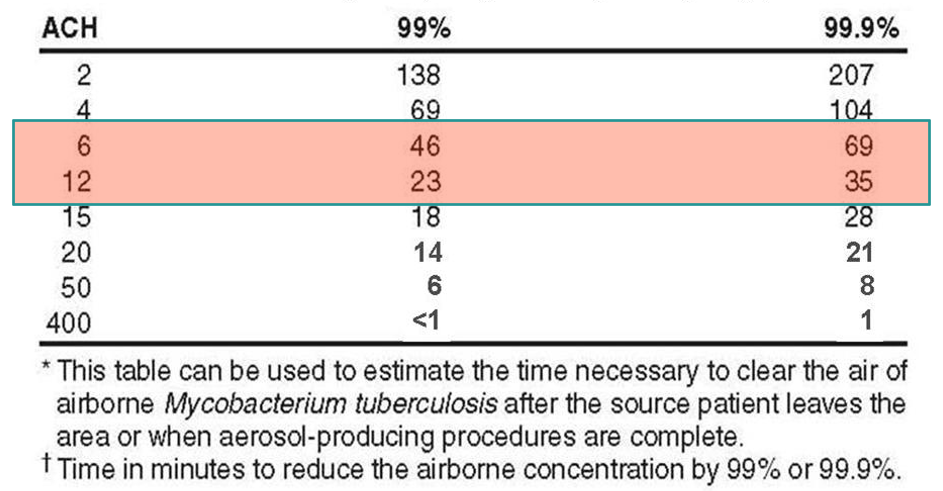 ACH 99% 99.9%
2 138 207
4 69 104
6 46 69
12 23 35
15 18 28
20 14 21
50 6 8
400 <1 1
* This table can be used to estimate the time necessary to clear the air of
airborne Mycobacterium tuberculosis after the source patient leaves the
area or when aerosol-producing procedures are complete.
† Time in minutes to reduce the airborne concentration by 99% or 99.9%.